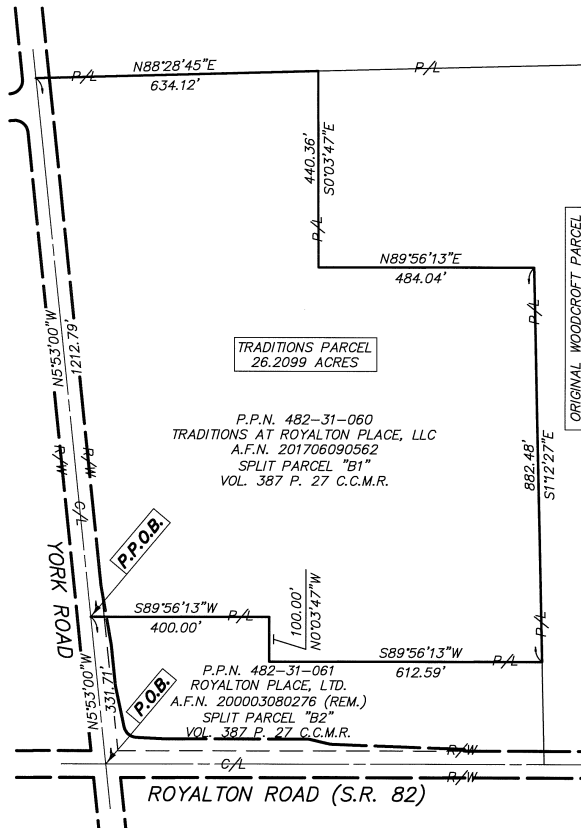 N88°28'45"E
P/L
634.12'
P/L
440.36'
S0°03'47"E
P/L
N89°56'13"E
484.04'
P/L
ORIGINAL WOODCROFT PARCEL
N5°53'00"W
1212.79'
TRADITIONS PARCEL
26.2099 ACRES
P.P.N. 482-31-060
TRADITIONS AT ROYALTON PLACE, LLC
A.F.N. 201706090562
SPLIT PARCEL "B1"
VOL. 387 P. 27 C.C.M.R.
882.48'
S1°12'27"E
R/W
R/W
C/L
P.P.O.B.
YORK ROAD
S89°56'13"W
P/L
400.00'
100.00'
N0°03'47"W
P/L
S89°56'13"W
P/L
612.59'
N5°53'00"W
331.71'
P.O.B.
P.P.N. 482-31-061
ROYALTON PLACE, LTD.
A.F.N. 200003080276 (REM.)
SPLIT PARCEL "B2"
VOL. 387 P. 27 C.C.M.R.
R/W
C/L
R/W
ROYALTON ROAD (S.R. 82)